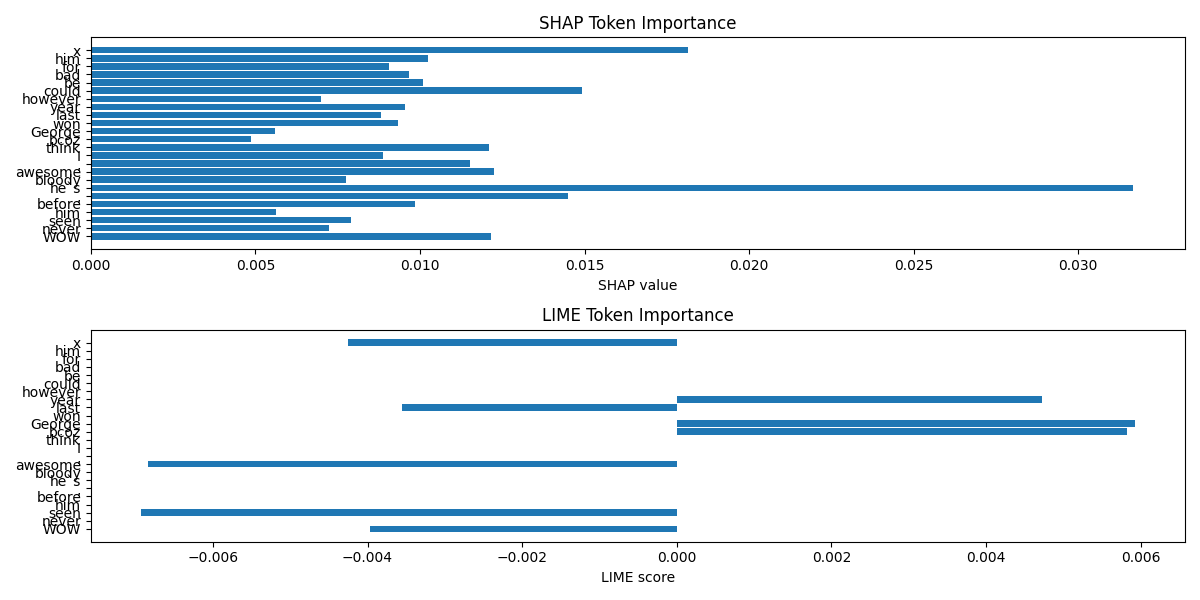 SHAP Token Importance
x
him
for
bad
be
could
however
year
last
won
George
bcoz
think
I
.
awesome
bloody
he's
.
before
him
seen
never
WOW
0.000 0.005 0.010 0.015 0.020 0.025 0.030
SHAP value
LIME Token Importance
x
him
for
bad
be
could
however
year
last
won
George
bcoz
think
I
.
awesome
bloody
he's
.
before
him
seen
never
WOW
−0.006 −0.004 −0.002 0.000 0.002 0.004 0.006
LIME score